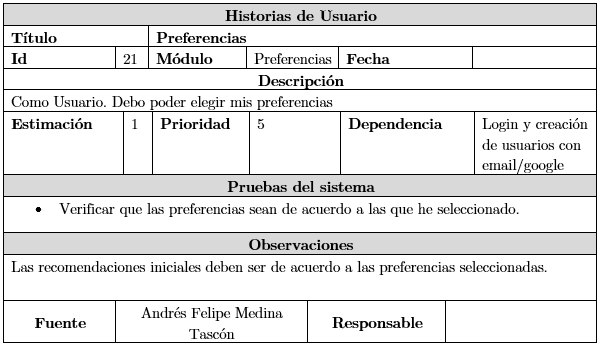 Historias de Usuario
Título Preferencias
Id 21 Módulo Preferencias Fecha
Descripción
Como Usuario. Debo poder elegir mis preferencias
Estimación 1 Prioridad 5 Dependencia Login y creación
de usuarios con
email/google
Pruebas del sistema
• Verificar que las preferencias sean de acuerdo a las que he seleccionado.
Observaciones
Las recomendaciones iniciales deben ser de acuerdo a las preferencias seleccionadas.
Fuente Andrés Felipe Medina
Tascón Responsable